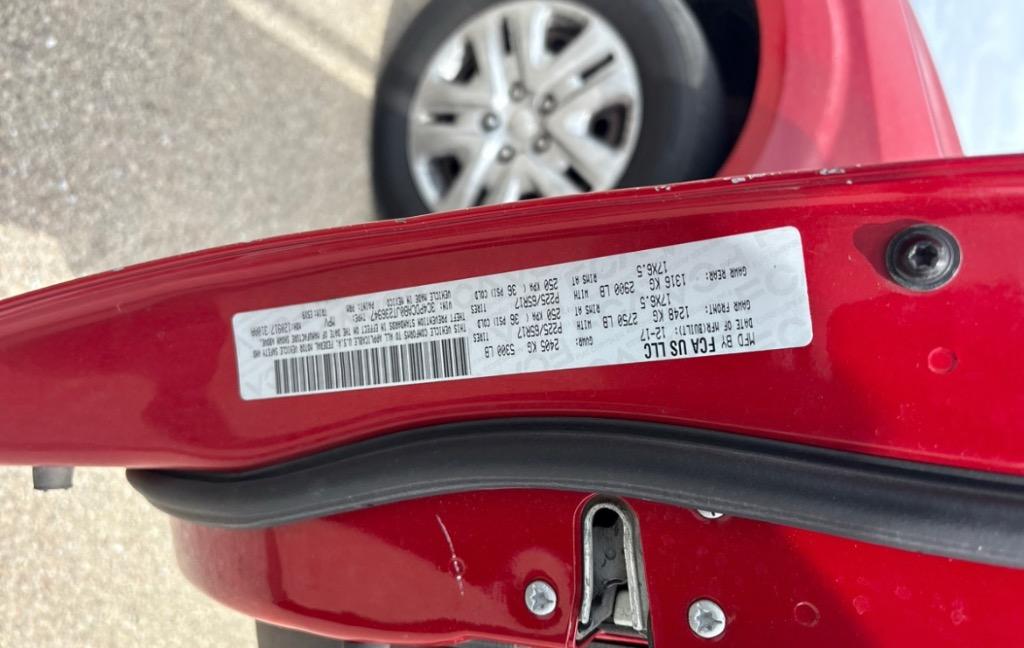 MFD BY FCA US LLC
DATE OF MFR(BUILT): 12-17
GVWR:
2405 KG 5300 LB
GAWR FRONT:
1248 KG 2750 LB WITH
TIRES
P225/65R17
RIMS AT
17X6.5
250 KPA ( 36 PSI) COLD
GAWR REAR:
1316 KG 2900 LB WITH
TIRES
P225/65R17
RIMS AT
17X6.5
250 KPA ( 36 PSI) COLD
THIS VEHICLE CONFORMS TO ALL APPLICABLE U.S.A. FEDERAL MOTOR VEHICLE SAFETY AND
THEFT PREVENTION STANDARDS IN EFFECT ON THE DATE OF MANUFACTURE SHOWN ABOVE.
TYPE: MPV
VEHICLE MADE IN MEXICO
PAINT: PRM